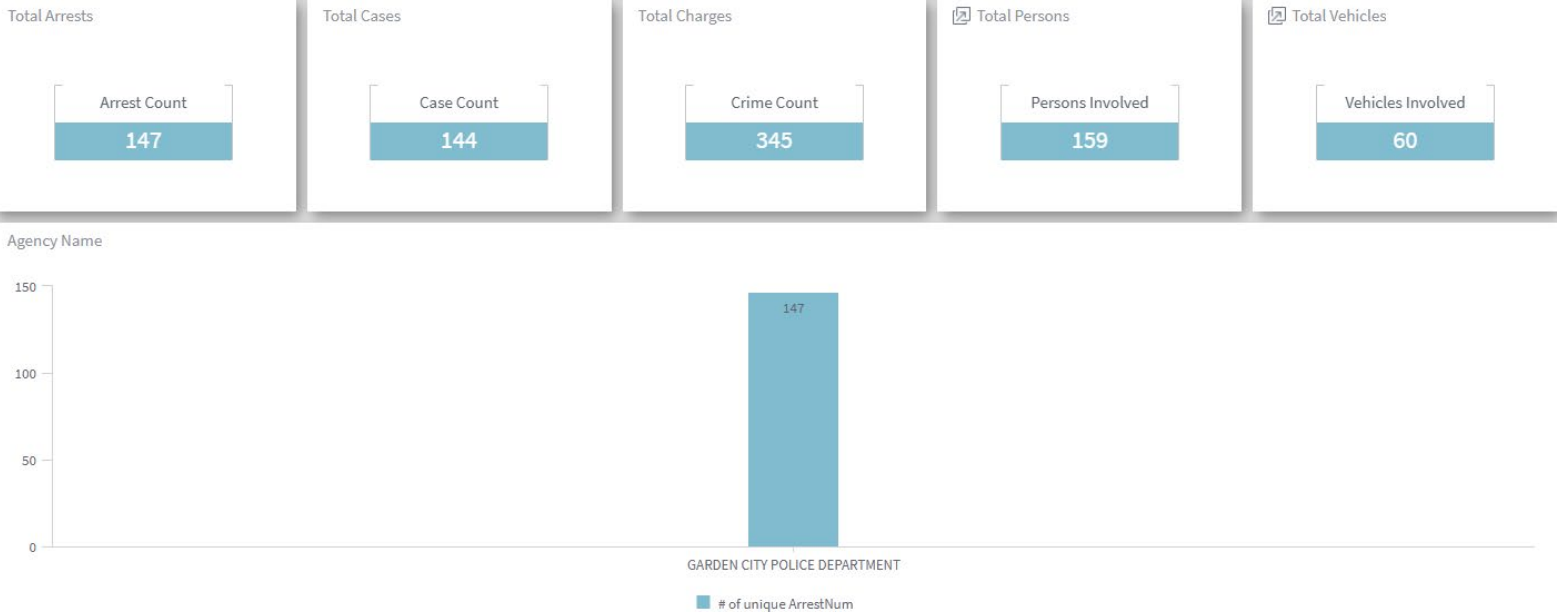 Total Arrests
Total Cases
Total Charges
Total Persons
Total Vehicles
Arrest Count
Case Count
Crime Count
Persons Involved
Vehicles Involved
147
144
345
159
60
Agency Name
150
147
100
50
0
GARDEN CITY POLICE DEPARTMENT
# of unique ArrestNum